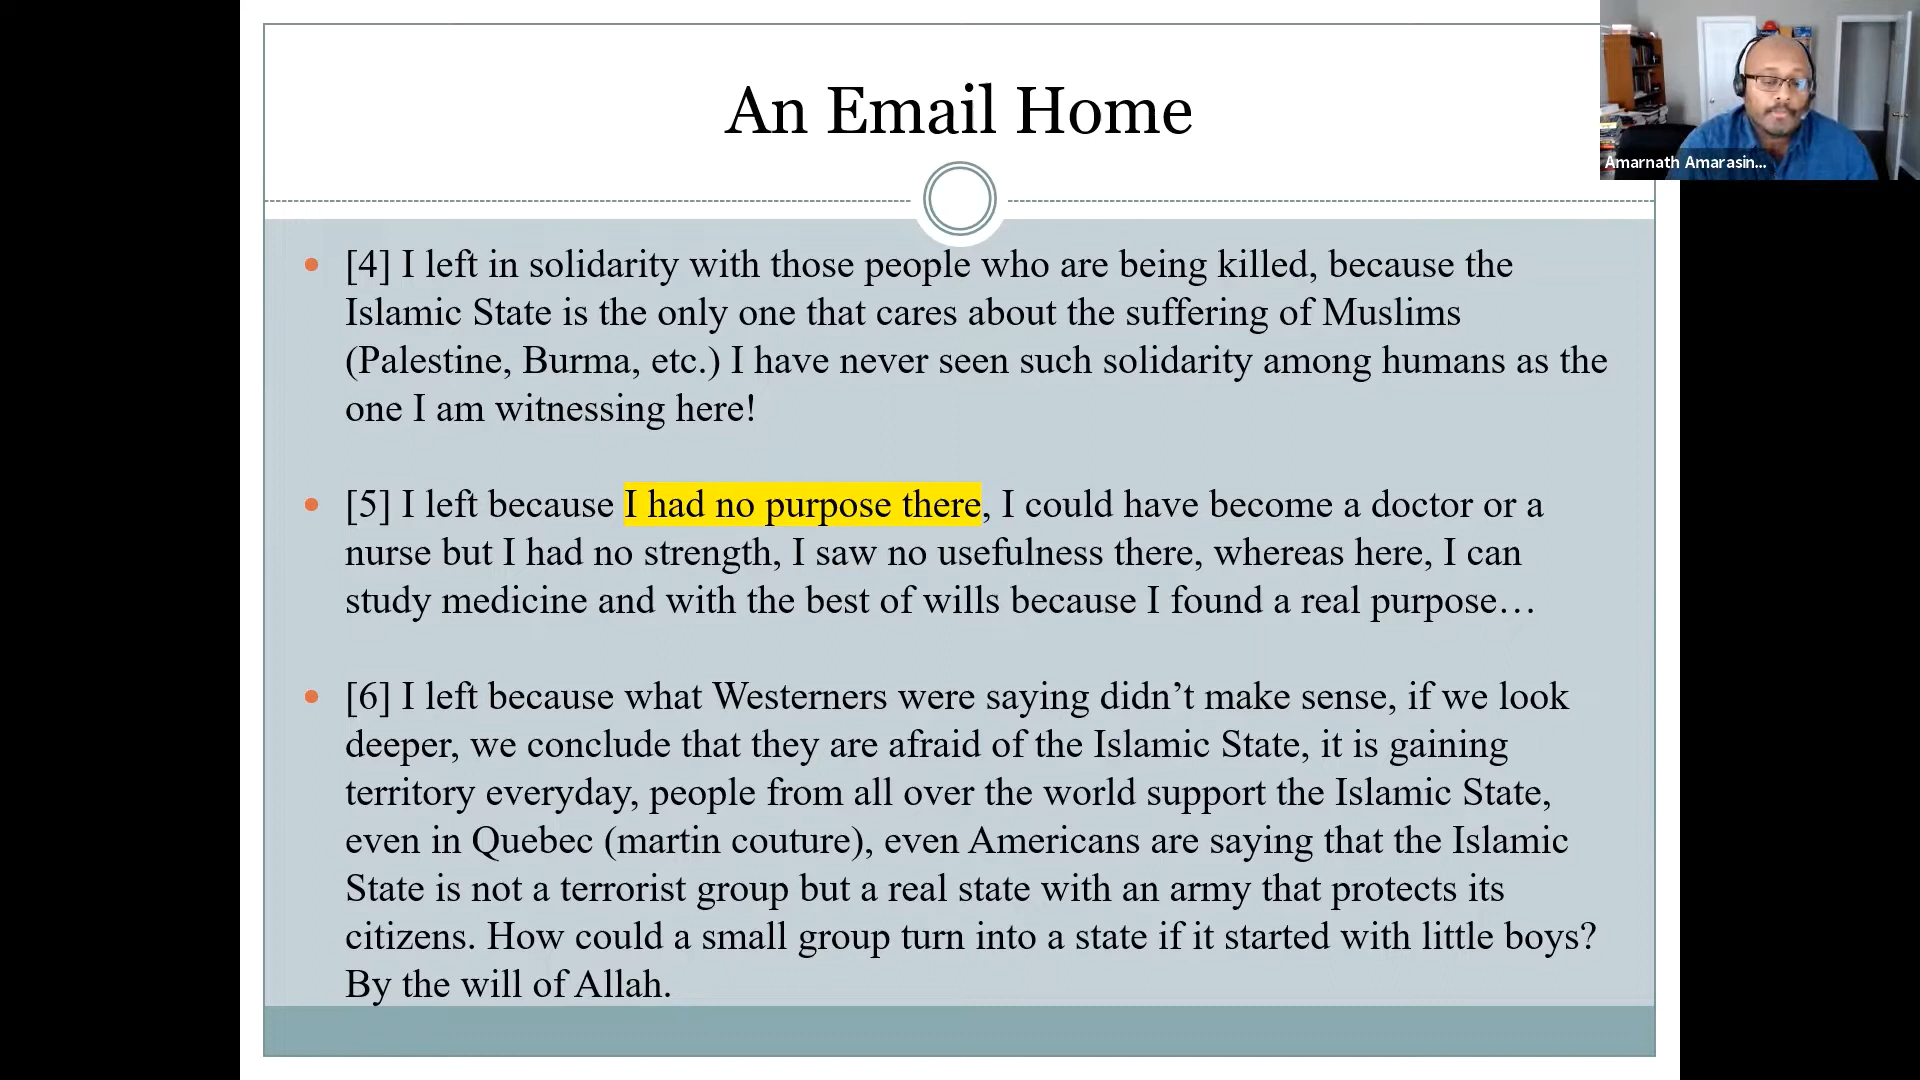 An Email Home
Amarnath Amarasin...
[4] I left in solidarity with those people who are being killed, because the
Islamic State is the only one that cares about the suffering of Muslims
(Palestine, Burma, etc.) I have never seen such solidarity among humans as the
one I am witnessing here!
[5] I left because I had no purpose there, I could have become a doctor or a
nurse but I had no strength, I saw no usefulness there, whereas here, I can
study medicine and with the best of wills because I found a real purpose…
[6] I left because what Westerners were saying didn’t make sense, if we look
deeper, we conclude that they are afraid of the Islamic State, it is gaining
territory everyday, people from all over the world support the Islamic State,
even in Quebec (martin couture), even Americans are saying that the Islamic
State is not a terrorist group but a real state with an army that protects its
citizens. How could a small group turn into a state if it started with little boys?
By the will of Allah.